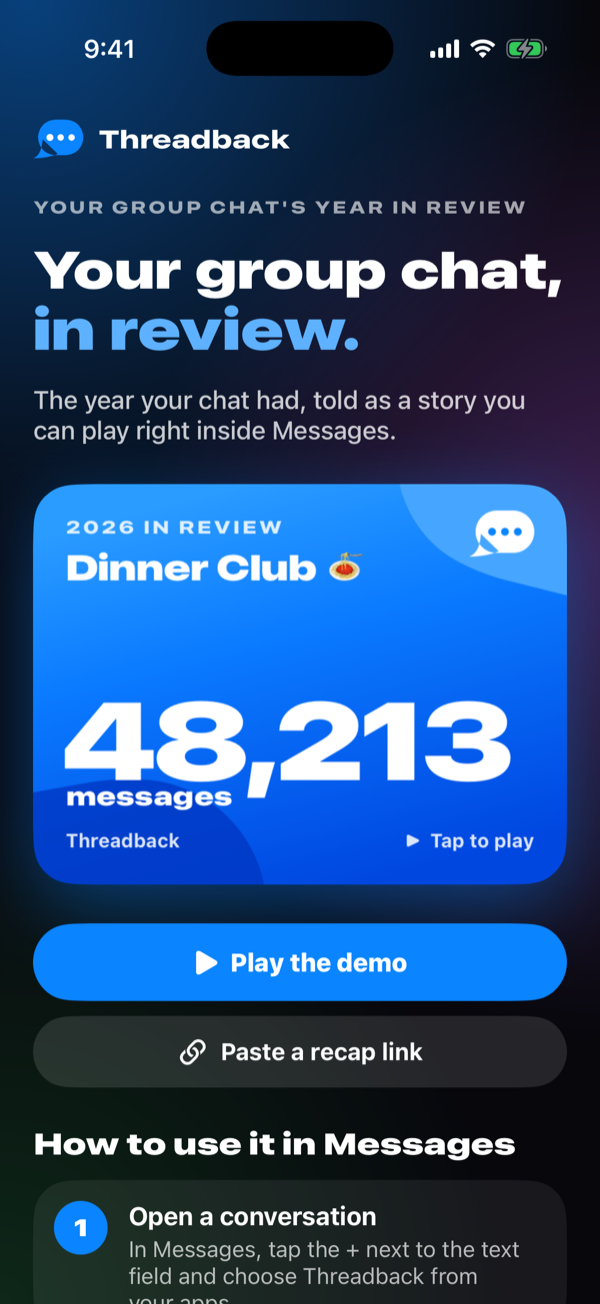 9:41
Threadback
YOUR GROUP CHAT'S YEAR IN REVIEW
Your group chat,
in review.
The year your chat had, told as a story you
can play right inside Messages.
2026 IN REVIEW
Dinner Club 🍝
48,213
messages
Threadback
Tap to play
Play the demo
Paste a recap link
How to use it in Messages
1
Open a conversation
In Messages, tap the + next to the text
field and choose Threadback from
your apps